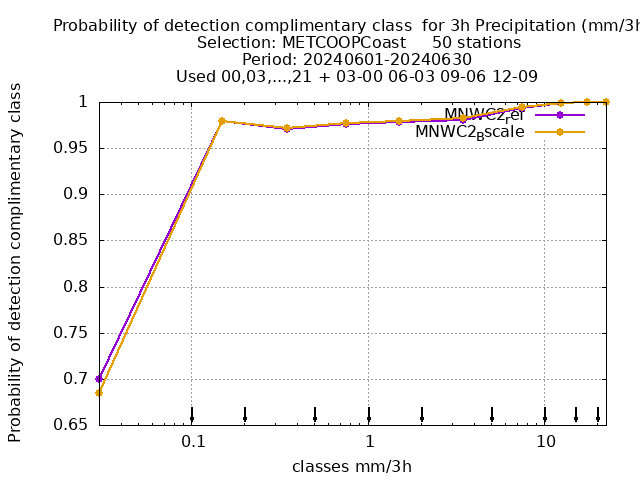 Probability of detection complimentary class  for 3h Precipitation (mm/3h
Selection: METCOOPCoast     50 stations
Period: 20240601-20240630
Used 00,03,...,21 + 03-00 06-03 09-06 12-09
Probability of detection complimentary class
1
0.95
0.9
0.85
0.8
0.75
0.7
0.65
MNWC2_ref
MNWC2_Bscale
0.1
1
10
classes mm/3h